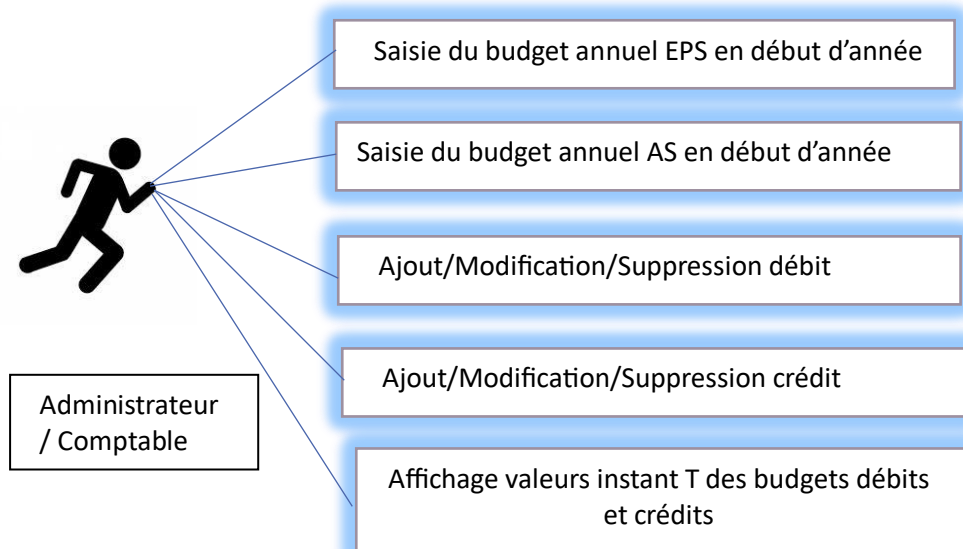 Saisie du budget annuel EPS en début d’année
Saisie du budget annuel AS en début d’année
Ajout/Modification/Suppression débit
Ajout/Modification/Suppression crédit
Administrateur
/ Comptable
Affichage valeurs instant T des budgets débits
et crédits